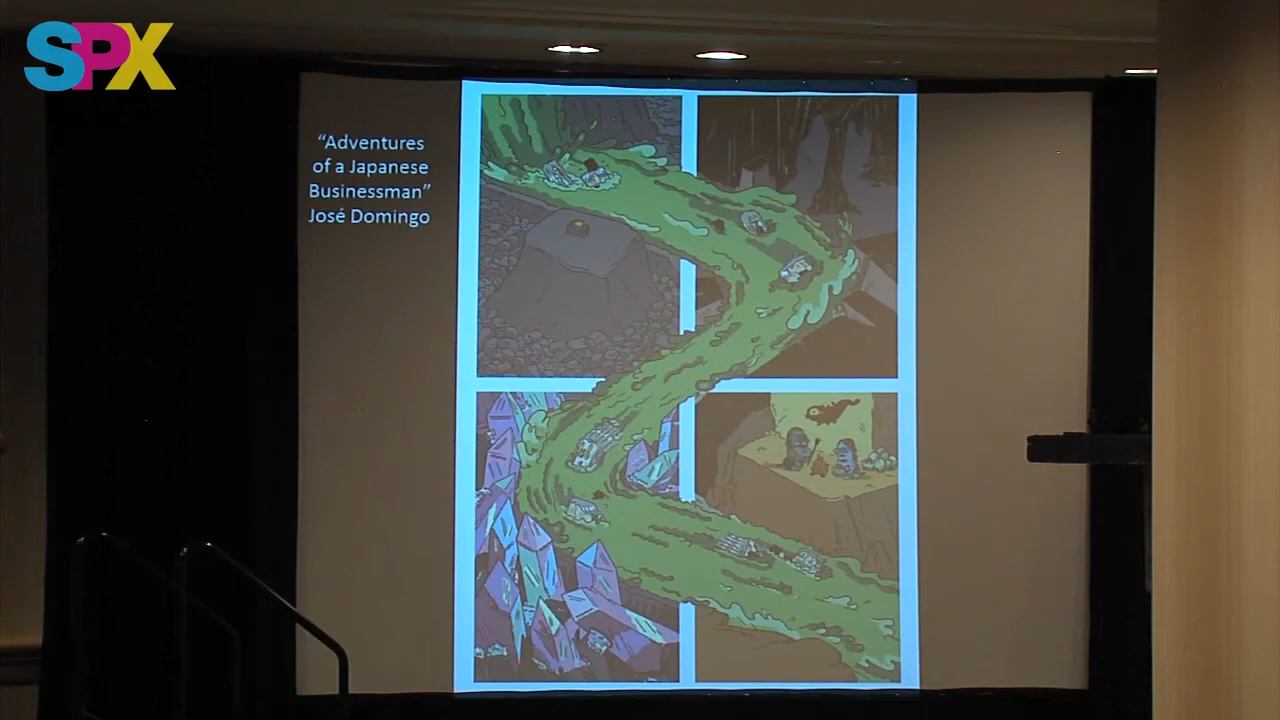 SPX
“Adventures
of a Japanese
Businessman”
José Domingo